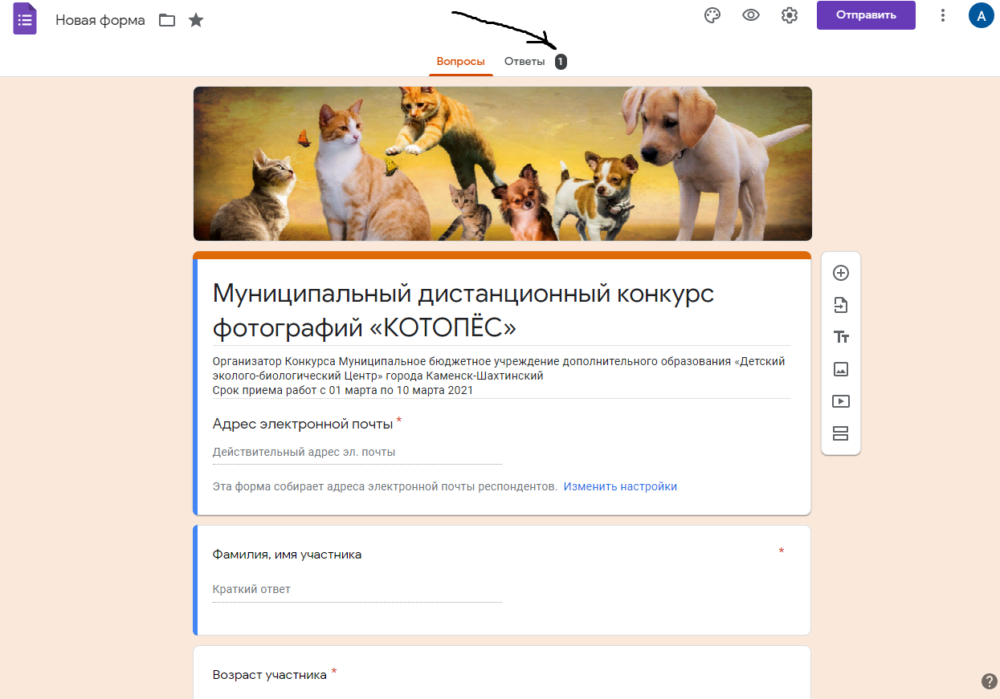 Новая форма
Отправить
А
Вопросы
Ответы 1
Муниципальный дистанционный конкурс
фотографий «КОТОПЁС»
Организатор Конкурса Муниципальное бюджетное учреждение дополнительного образования «Детский
эколого-биологический Центр» города Каменск-Шахтинский
Срок приема работ с 01 марта по 10 марта 2021
Адрес электронной почты *
Действительный адрес эл. почты
Эта форма собирает адреса электронной почты респондентов. Изменить настройки
Фамилия, имя участника *
Краткий ответ
Возраст участника *